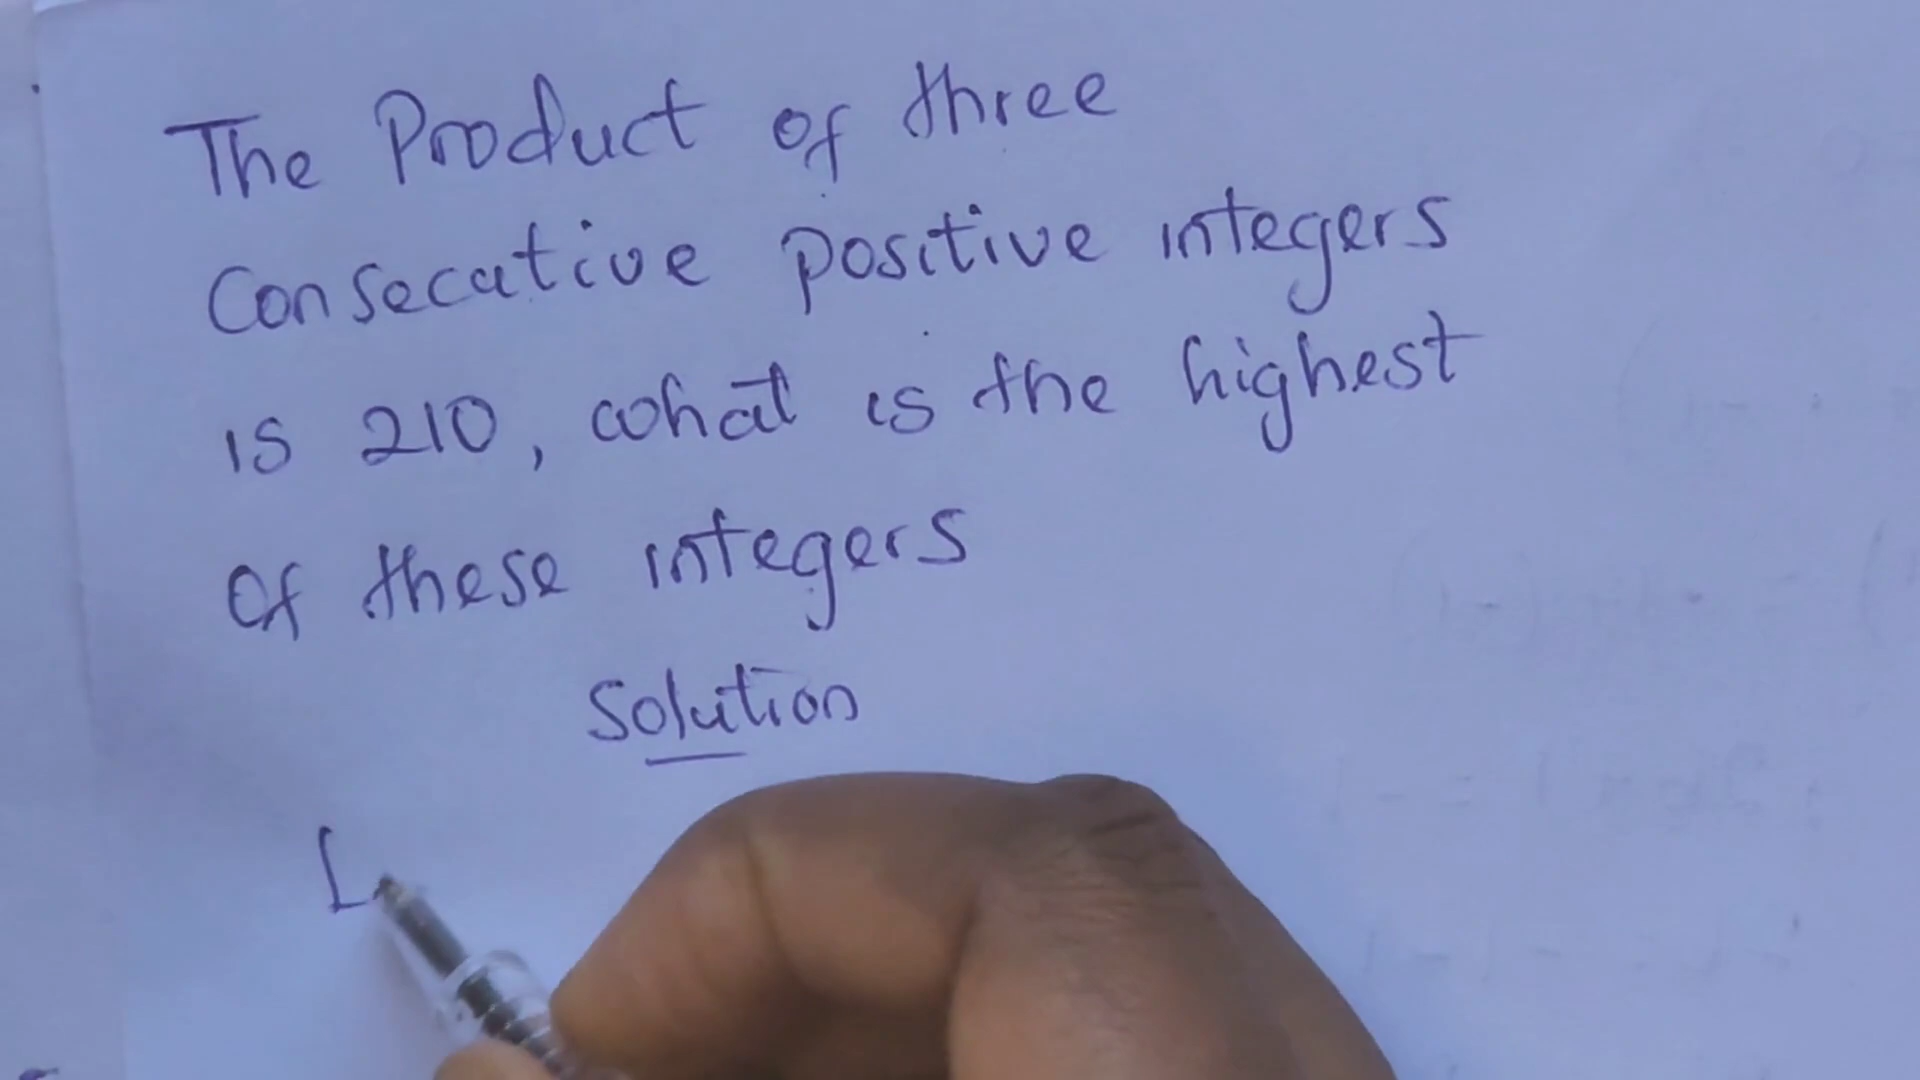 The Product of three
Consecutive positive integers
is 210, what is the highest
Of these integers
Solution
L